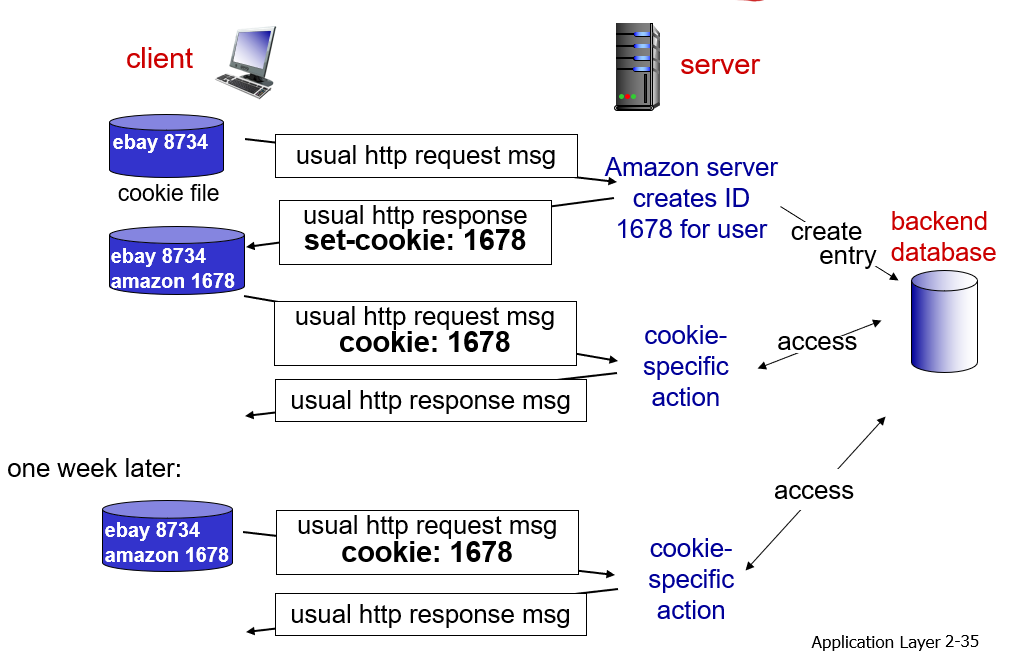 client
server
ebay 8734
cookie file
usual http request msg
Amazon server
creates ID
1678 for user
create
entry
backend
database
usual http response
set-cookie: 1678
ebay 8734
amazon 1678
usual http request msg
cookie: 1678
cookie-
specific
action
access
usual http response msg
one week later:
access
ebay 8734
amazon 1678
usual http request msg
cookie: 1678
cookie-
specific
action
usual http response msg
Application Layer 2-35